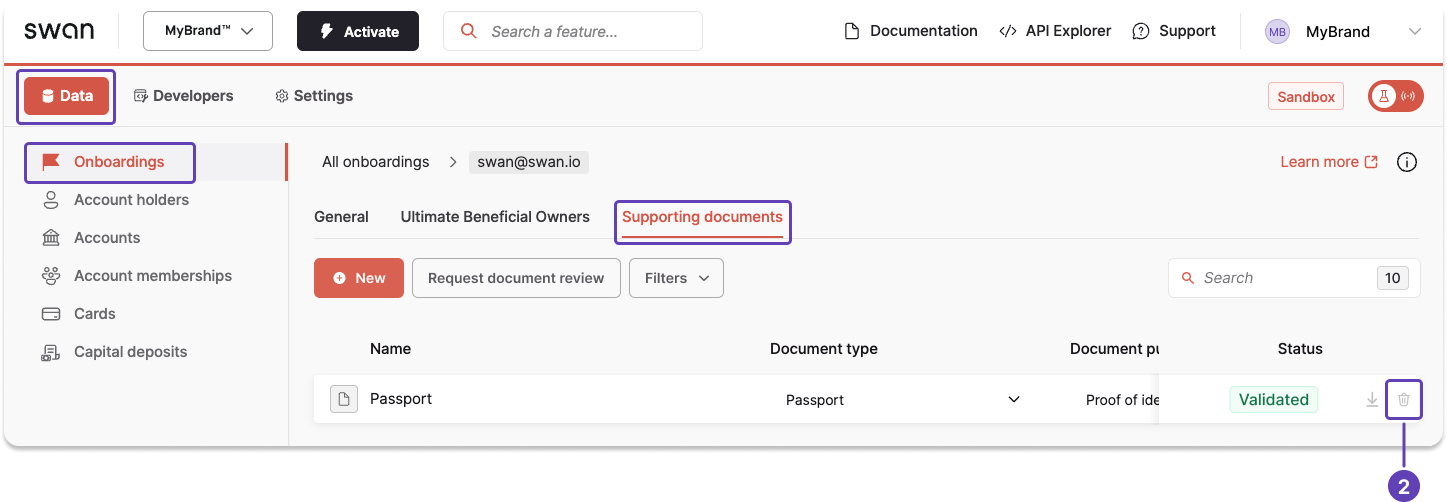 swan MyBrand™ Activate Search a feature... Documentation API Explorer Support MB MyBrand
Data Developers Settings Sandbox
Onboardings All onboardings > swan@swan.io Learn more
Account holders
General Ultimate Beneficial Owners Supporting documents
Accounts
Account memberships
New Request document review Filters Search 10
Cards
Capital deposits
Name Document type Document pu Status
Passport Passport Proof of ide Validated
2